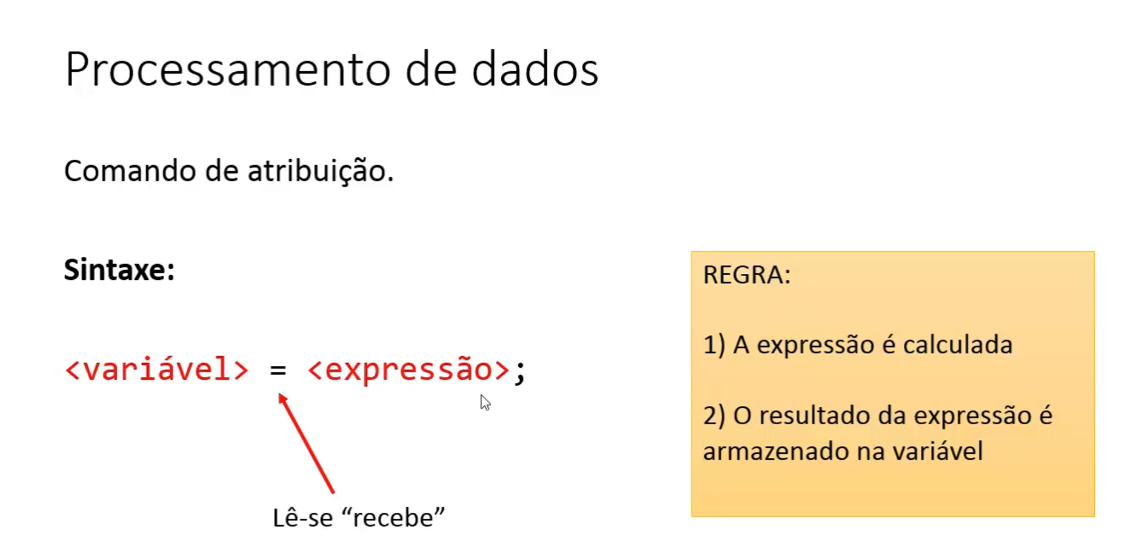 Processamento de dados
Comando de atribuição.
Sintaxe:
<variável> = <expressão>;
Lê-se “recebe”
REGRA:
1) A expressão é calculada
2) O resultado da expressão é
armazenado na variável